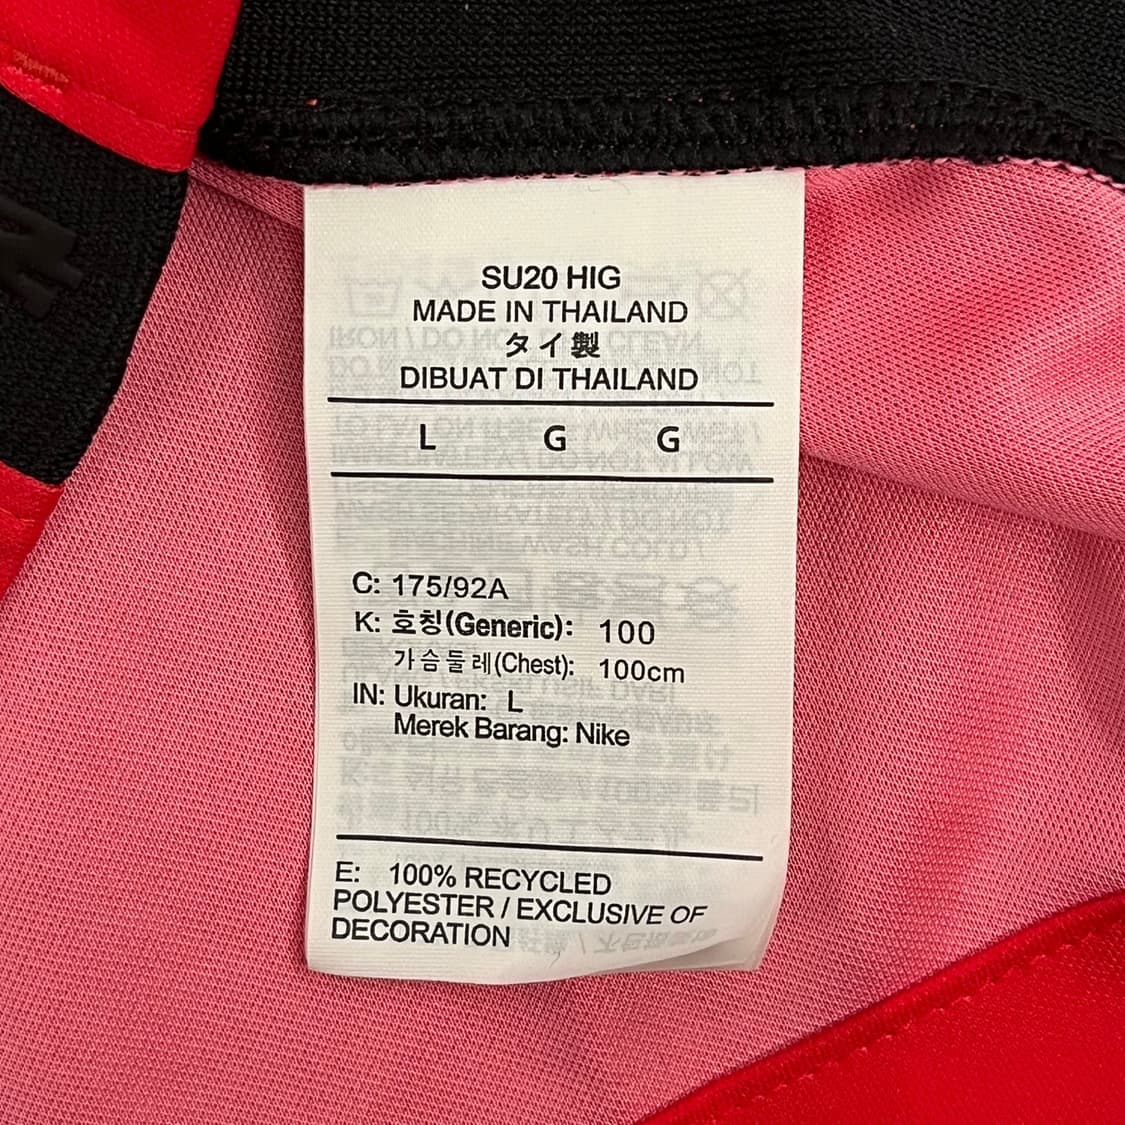 SU20 HIG
MADE IN THAILAND
タイ製
DIBUAT DI THAILAND
L G G
C: 175/92A
K: 호칭(Generic): 100
가슴둘레(Chest): 100cm
IN: Ukuran: L
Merek Barang: Nike
E: 100% RECYCLED
POLYESTER / EXCLUSIVE OF
DECORATION